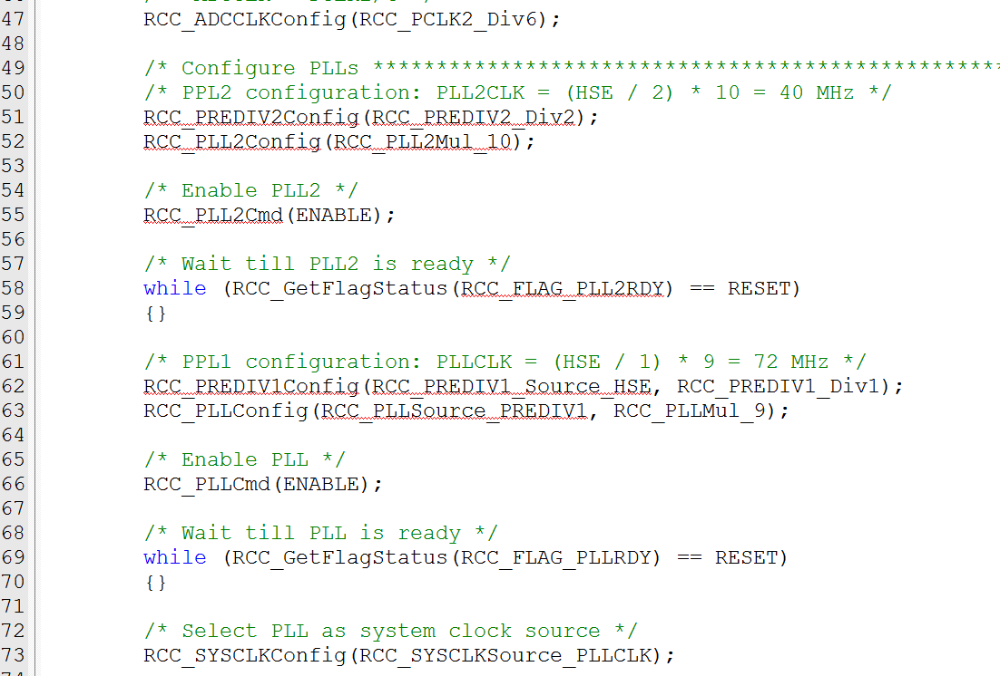 47 RCC_ADCCLKConfig(RCC_PCLK2_Div6);
48
49 /* Configure PLLs **************************************************
50 /* PPL2 configuration: PLL2CLK = (HSE / 2) * 10 = 40 MHz */
51 RCC_PREDIV2Config(RCC_PREDIV2_Div2);
52 RCC_PLL2Config(RCC_PLL2Mul_10);
53
54 /* Enable PLL2 */
55 RCC_PLL2Cmd(ENABLE);
56
57 /* Wait till PLL2 is ready */
58 while (RCC_GetFlagStatus(RCC_FLAG_PLL2RDY) == RESET)
59 {}
60
61 /* PPL1 configuration: PLLCLK = (HSE / 1) * 9 = 72 MHz */
62 RCC_PREDIV1Config(RCC_PREDIV1_Source_HSE, RCC_PREDIV1_Div1);
63 RCC_PLLConfig(RCC_PLLSource_PREDIV1, RCC_PLLMul_9);
64
65 /* Enable PLL */
66 RCC_PLLCmd(ENABLE);
67
68 /* Wait till PLL is ready */
69 while (RCC_GetFlagStatus(RCC_FLAG_PLLRDY) == RESET)
70 {}
71
72 /* Select PLL as system clock source */
73 RCC_SYSCLKConfig(RCC_SYSCLKSource_PLLCLK);